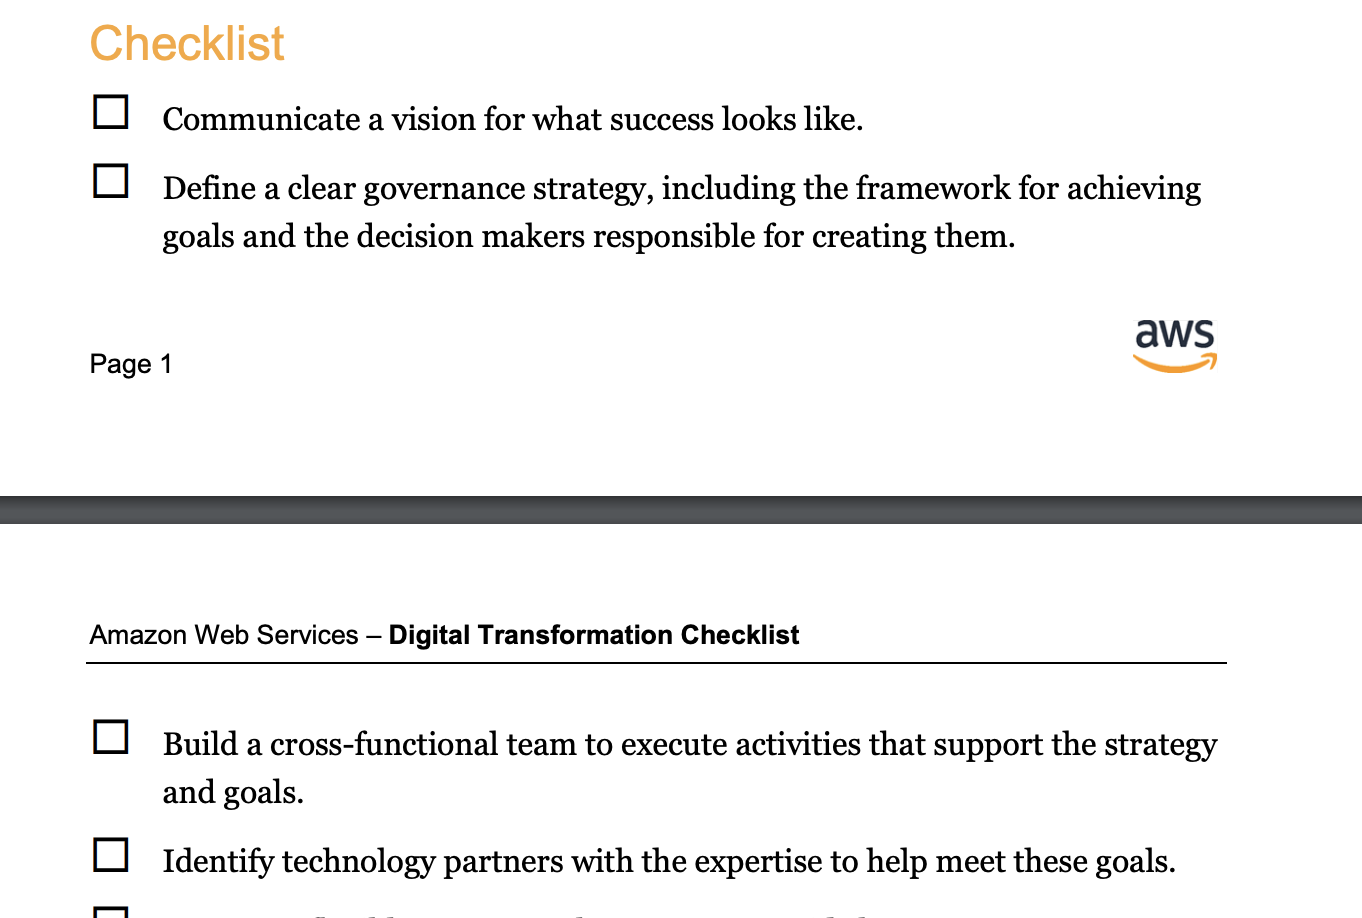 Checklist
Communicate a vision for what success looks like.
Define a clear governance strategy, including the framework for achieving
goals and the decision makers responsible for creating them.
Page 1
aws
Amazon Web Services – Digital Transformation Checklist
Build a cross-functional team to execute activities that support the strategy
and goals.
Identify technology partners with the expertise to help meet these goals.